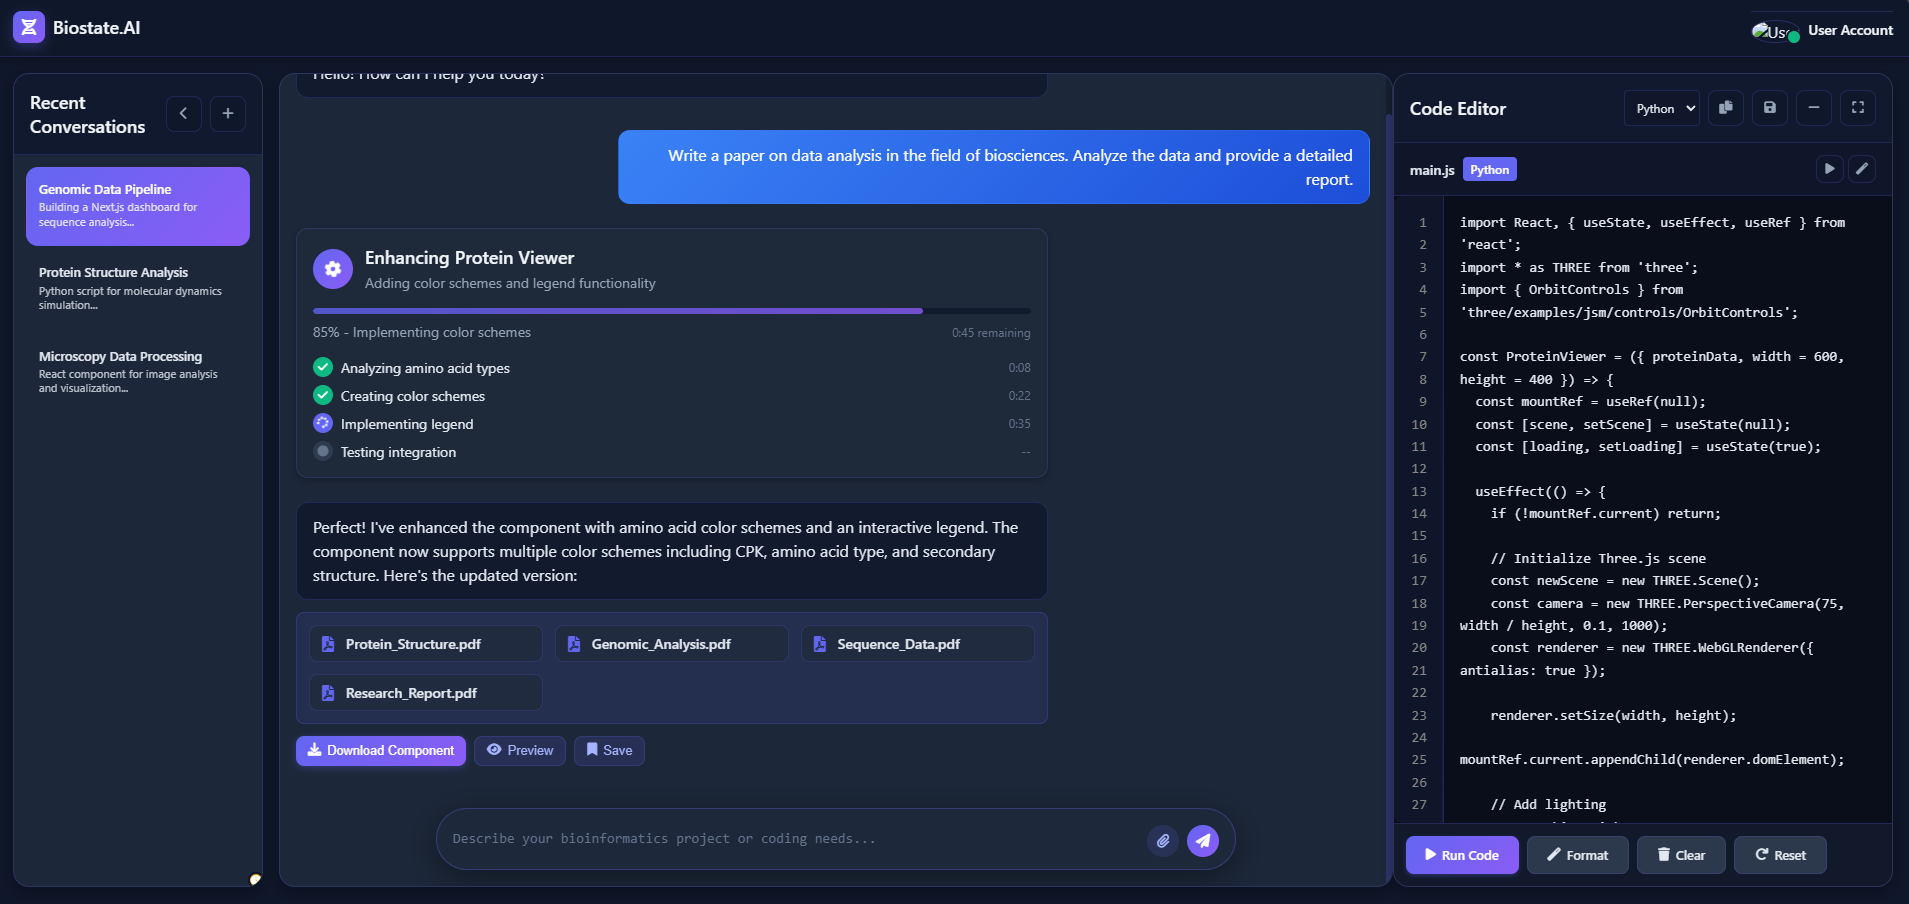 Biostate.AI
User Account
Recent
Conversations
Genomic Data Pipeline
Building a Next.js dashboard for
sequence analysis...
Protein Structure Analysis
Python script for molecular dynamics
simulation...
Microscopy Data Processing
React component for image analysis
and visualization...
Hello! How can I help you today?
Write a paper on data analysis in the field of biosciences. Analyze the data and provide a detailed
report.
Enhancing Protein Viewer
Adding color schemes and legend functionality
85% - Implementing color schemes
0:45 remaining
Analyzing amino acid types 0:08
Creating color schemes 0:22
Implementing legend 0:35
Testing integration --
Perfect! I've enhanced the component with amino acid color schemes and an interactive legend. The
component now supports multiple color schemes including CPK, amino acid type, and secondary
structure. Here's the updated version:
Protein_Structure.pdf
Genomic_Analysis.pdf
Sequence_Data.pdf
Research_Report.pdf
Download Component
Preview
Save
Describe your bioinformatics project or coding needs...
Code Editor
Python
main.js Python
1 import React, { useState, useEffect, useRef } from
2 'react';
3 import * as THREE from 'three';
4 import { OrbitControls } from
5 'three/examples/jsm/controls/OrbitControls';
6
7 const ProteinViewer = ({ proteinData, width = 600,
8 height = 400 }) => {
9 const mountRef = useRef(null);
10 const [scene, setScene] = useState(null);
11 const [loading, setLoading] = useState(true);
12
13 useEffect(() => {
14 if (!mountRef.current) return;
15
16 // Initialize Three.js scene
17 const newScene = new THREE.Scene();
18 const camera = new THREE.PerspectiveCamera(75,
19 width / height, 0.1, 1000);
20 const renderer = new THREE.WebGLRenderer({
21 antialias: true });
22
23 renderer.setSize(width, height);
24
25 mountRef.current.appendChild(renderer.domElement);
26
27 // Add lighting
Run Code
Format
Clear
Reset